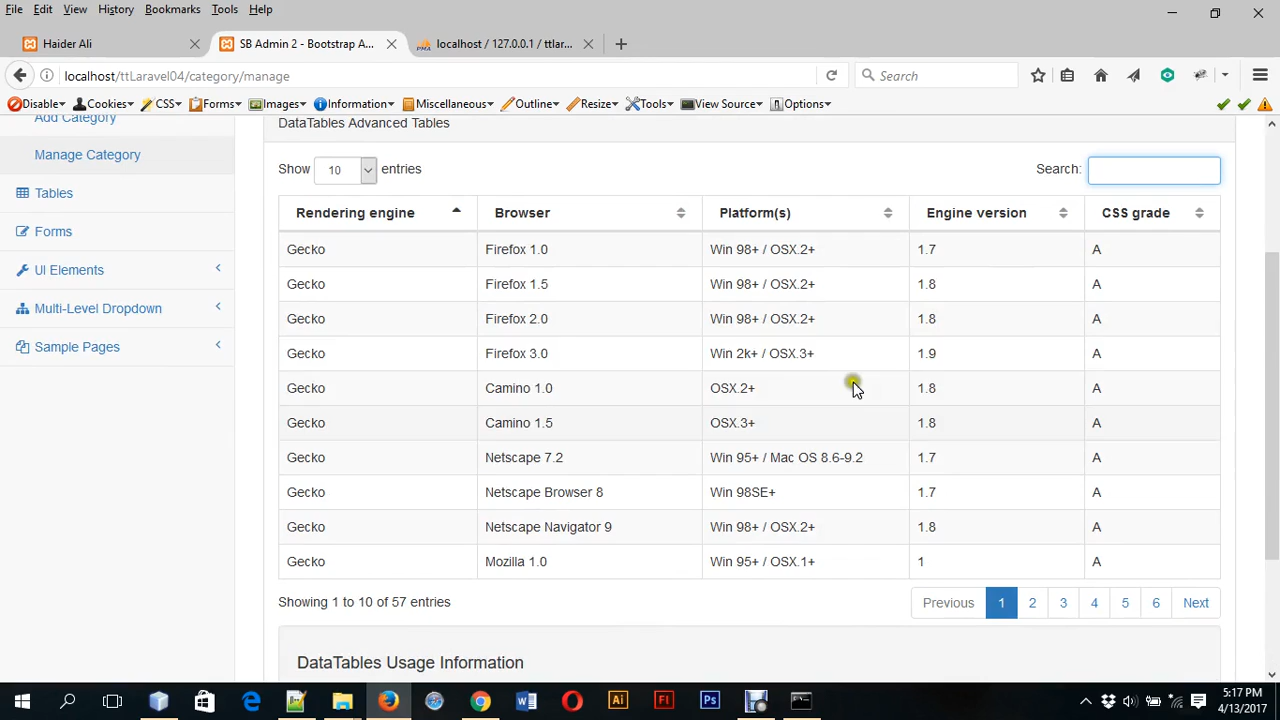 File Edit View History Bookmarks Tools Help
Haider Ali SB Admin 2 - Bootstrap A... localhost / 127.0.0.1 / ttlar...
localhost/ttLaravel04/category/manage Search
Disable Cookies CSS Forms Images Information Miscellaneous Outline Resize Tools View Source Options
Add Category
Manage Category
Tables
Forms
UI Elements
Multi-Level Dropdown
Sample Pages
DataTables Advanced Tables
Show 10 entries Search:
Rendering engine Browser Platform(s) Engine version CSS grade
Gecko Firefox 1.0 Win 98+ / OSX.2+ 1.7 A
Gecko Firefox 1.5 Win 98+ / OSX.2+ 1.8 A
Gecko Firefox 2.0 Win 98+ / OSX.2+ 1.8 A
Gecko Firefox 3.0 Win 2k+ / OSX.3+ 1.9 A
Gecko Camino 1.0 OSX.2+ 1.8 A
Gecko Camino 1.5 OSX.3+ 1.8 A
Gecko Netscape 7.2 Win 95+ / Mac OS 8.6-9.2 1.7 A
Gecko Netscape Browser 8 Win 98SE+ 1.7 A
Gecko Netscape Navigator 9 Win 98+ / OSX.2+ 1.8 A
Gecko Mozilla 1.0 Win 95+ / OSX.1+ 1 A
Showing 1 to 10 of 57 entries Previous 1 2 3 4 5 6 Next
DataTables Usage Information
Ai Fl Ps
5:17 PM
4/13/2017